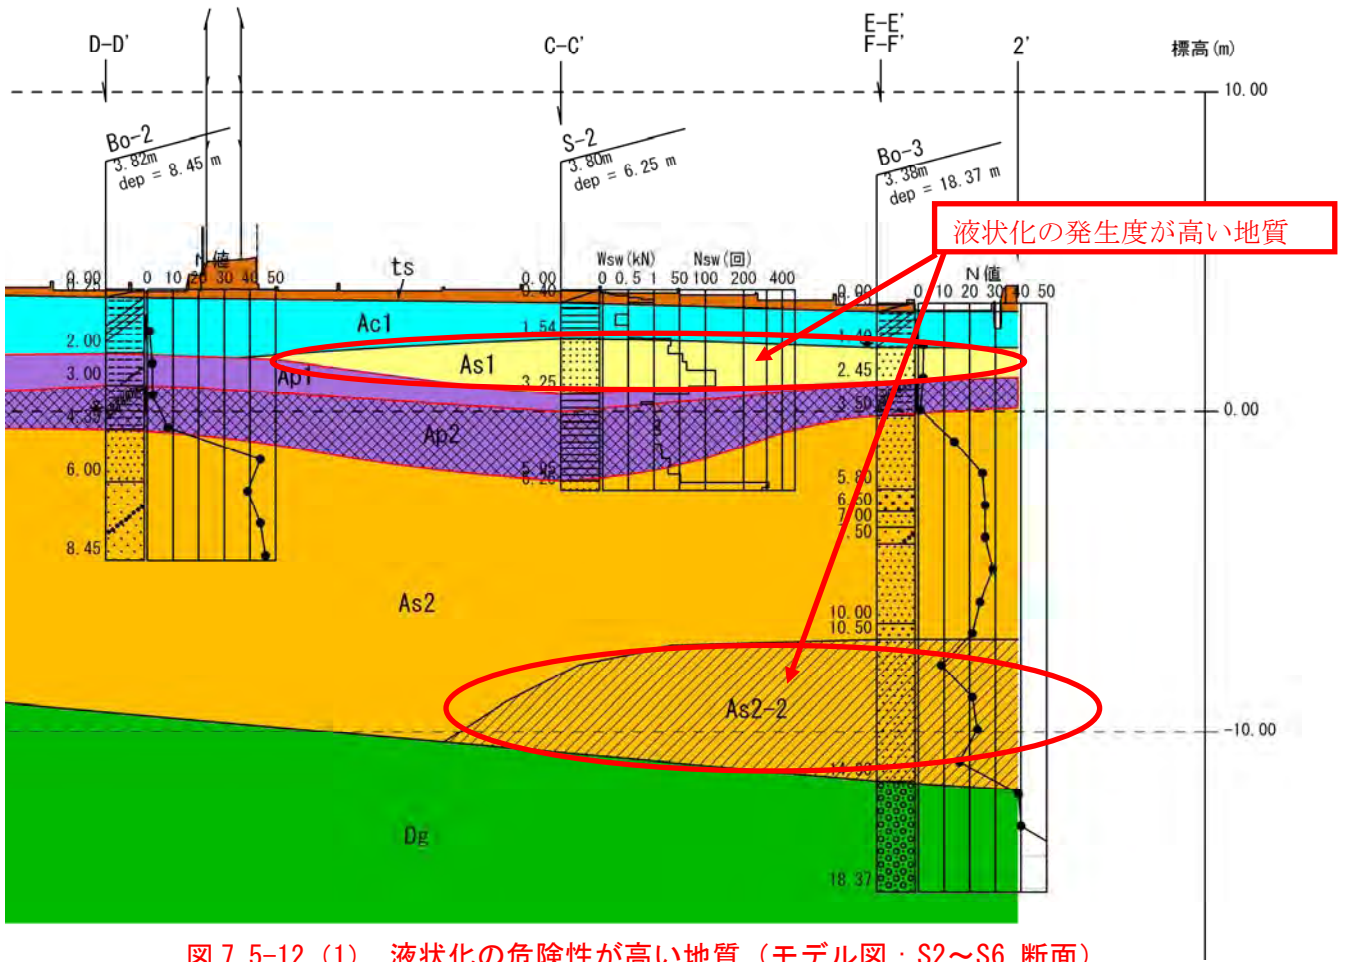 D-D'
C-C'
E-E'
F-F'
2'
標高(m)
10.00
Bo-2
3.82m
dep = 8.45 m
S-2
3.80m
dep = 6.25 m
Bo-3
3.38m
dep = 18.37 m
液状化の発生度が高い地質
N値
0 10 20 30 40 50
ts
Wsw(kN) Nsw(回)
0 0.5 1 50 100 200 400
N値
0 10 20 30 40 50
0.00
Ac1
1.54
2.00
As1
2.45
3.00
Ap1
3.25
3.50
0.00
Ap2
6.00
5.80
6.50
7.00
7.50
8.45
As2
10.00
10.50
As2-2
-10.00
Dg
18.37
図 7.5-12 (1) 液状化の危険性が高い地質（モデル図：S2～S6 断面）